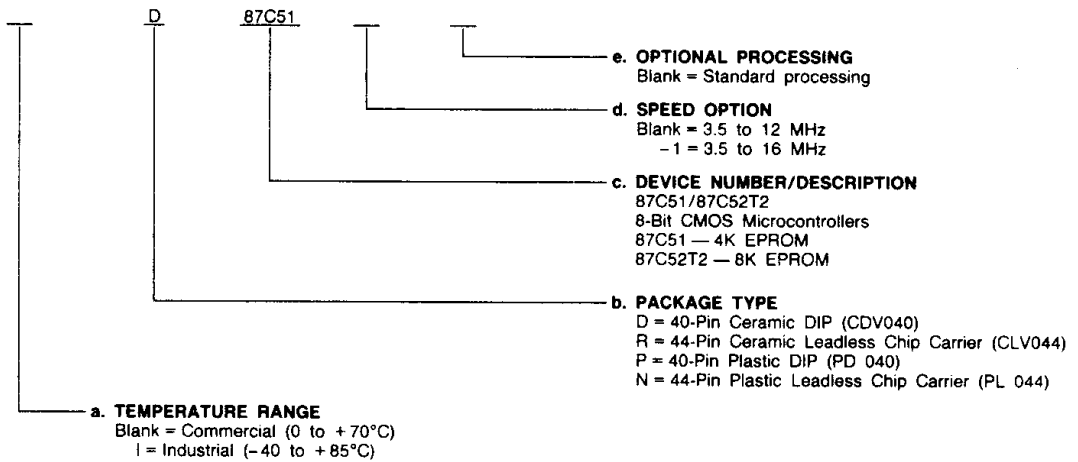 D 87C51
e. OPTIONAL PROCESSING
Blank = Standard processing
d. SPEED OPTION
Blank = 3.5 to 12 MHz
-1 = 3.5 to 16 MHz
c. DEVICE NUMBER/DESCRIPTION
87C51/87C52T2
8-Bit CMOS Microcontrollers
87C51 — 4K EPROM
87C52T2 — 8K EPROM
b. PACKAGE TYPE
D = 40-Pin Ceramic DIP (CDV040)
R = 44-Pin Ceramic Leadless Chip Carrier (CLV044)
P = 40-Pin Plastic DIP (PD 040)
N = 44-Pin Plastic Leadless Chip Carrier (PL 044)
a. TEMPERATURE RANGE
Blank = Commercial (0 to +70°C)
I = Industrial (-40 to +85°C)